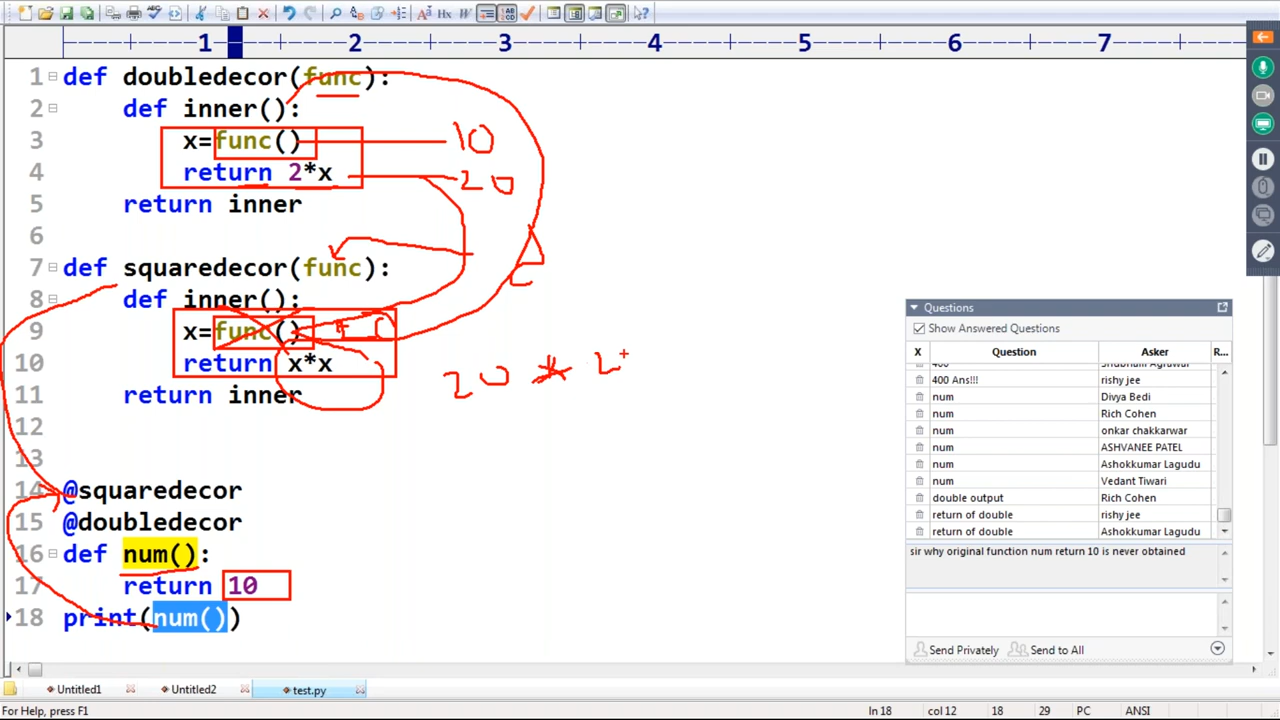 1 2 3 4 5 6 7
1 def doubledecor(func):
2 def inner():
3 x=func() 10
4 return 2*x 20
5 return inner
6
7 def squaredecor(func):
8 def inner():
9 x=func()
10 return x*x 20 * 2
11 return inner
12
13
14 @squaredecor
15 @doubledecor
16 def num():
17 return 10
18 print(num())
Questions
Show Answered Questions
X Question Asker R...
400 Ans!!! rishy jee
num Divya Bedi
num Rich Cohen
num onkar chakkarwar
num ASHVANEE PATEL
num Ashokkumar Lagudu
num Vedant Tiwari
double output Rich Cohen
return of double rishy jee
return of double Ashokkumar Lagudu
sir why original function num return 10 is never obtained
Send Privately Send to All
Untitled1 Untitled2 test.py
For Help, press F1 ln 18 col 12 18 29 PC ANSI